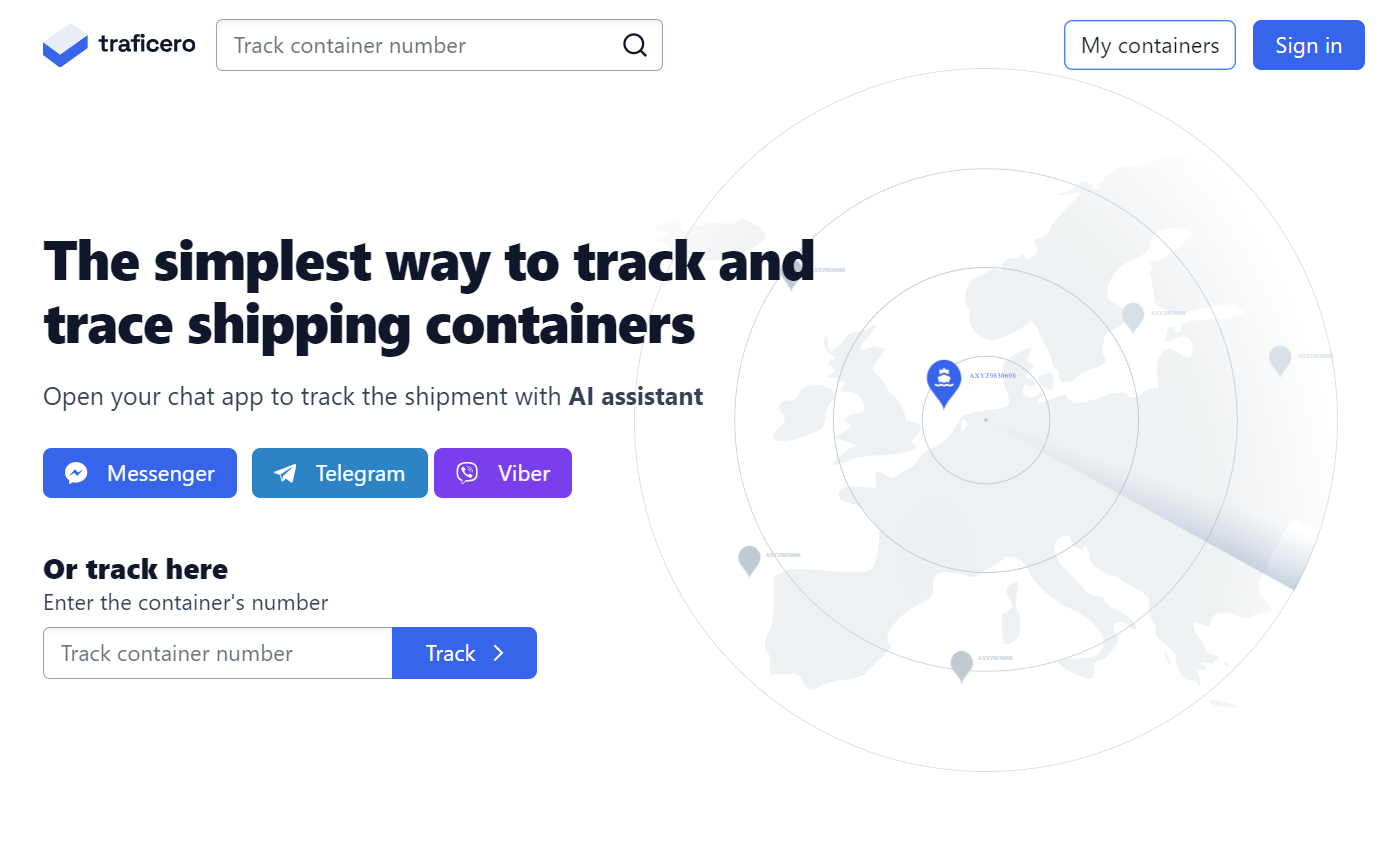 traficero
Track container number
My containers
Sign in
The simplest way to track and
trace shipping containers
Open your chat app to track the shipment with AI assistant
Messenger
Telegram
Viber
Or track here
Enter the container's number
Track container number
Track
AXYZ9830698